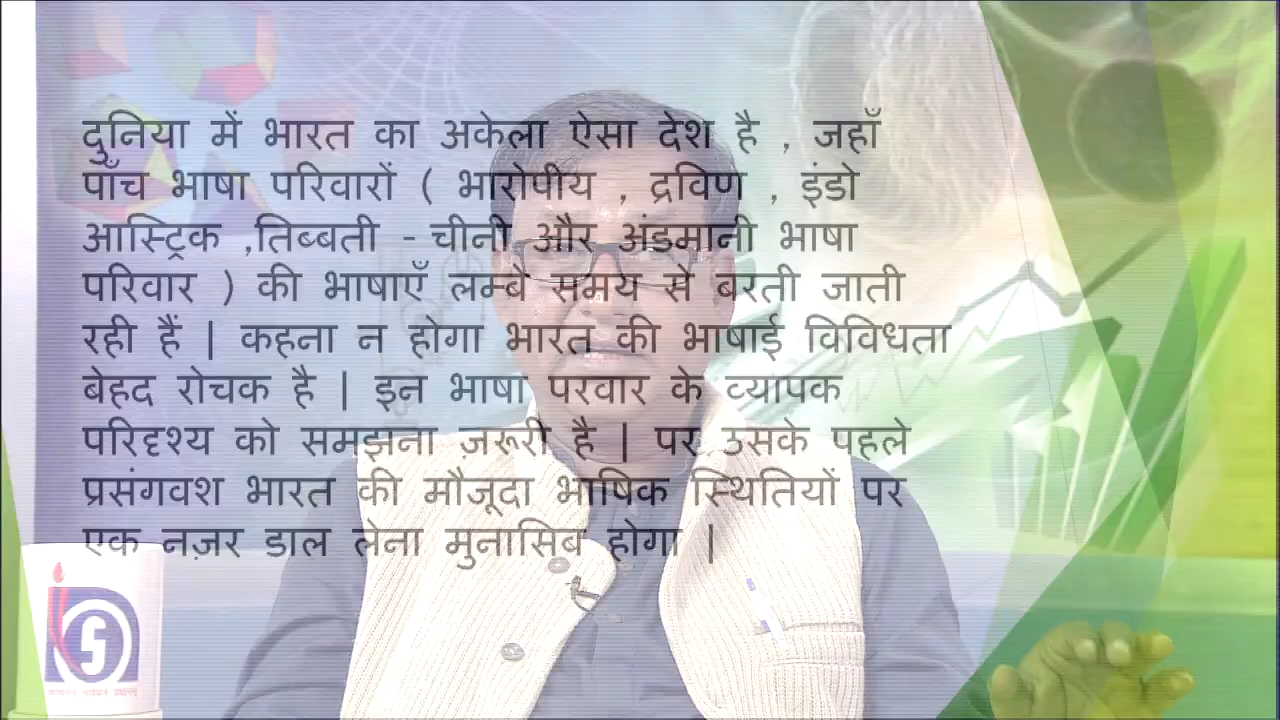 दुनिया में भारत का अकेला ऐसा देश है , जहाँ
पाँच भाषा परिवारों ( भारोपीय , द्रविण , इंडो
आस्ट्रिक ,तिब्बती - चीनी और अंडमानी भाषा
परिवार ) की भाषाएँ लम्बे समय से बरती जाती
रही हैं | कहना न होगा भारत की भाषाई विविधता
बेहद रोचक है | इन भाषा परवार के व्यापक
परिदृश्य को समझना ज़रूरी है | पर उसके पहले
प्रसंगवश भारत की मौजूदा भाषिक स्थितियों पर
एक नज़र डाल लेना मुनासिब होगा |